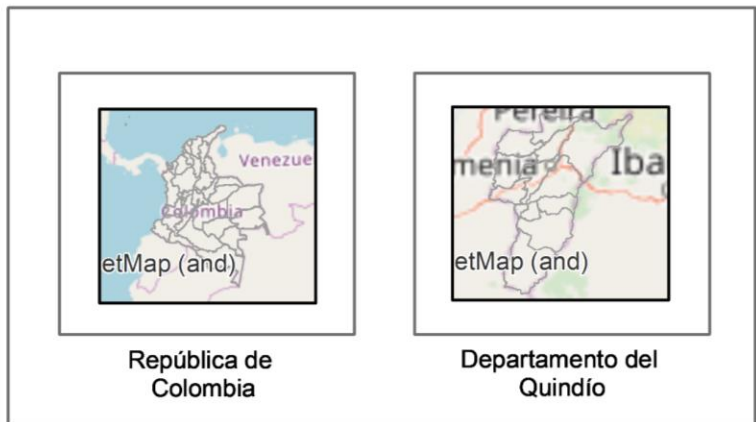 Venezue
Colombia
etMap (and)
República de
Colombia
Pereira
menia
Iba
etMap (and)
Departamento del
Quindío